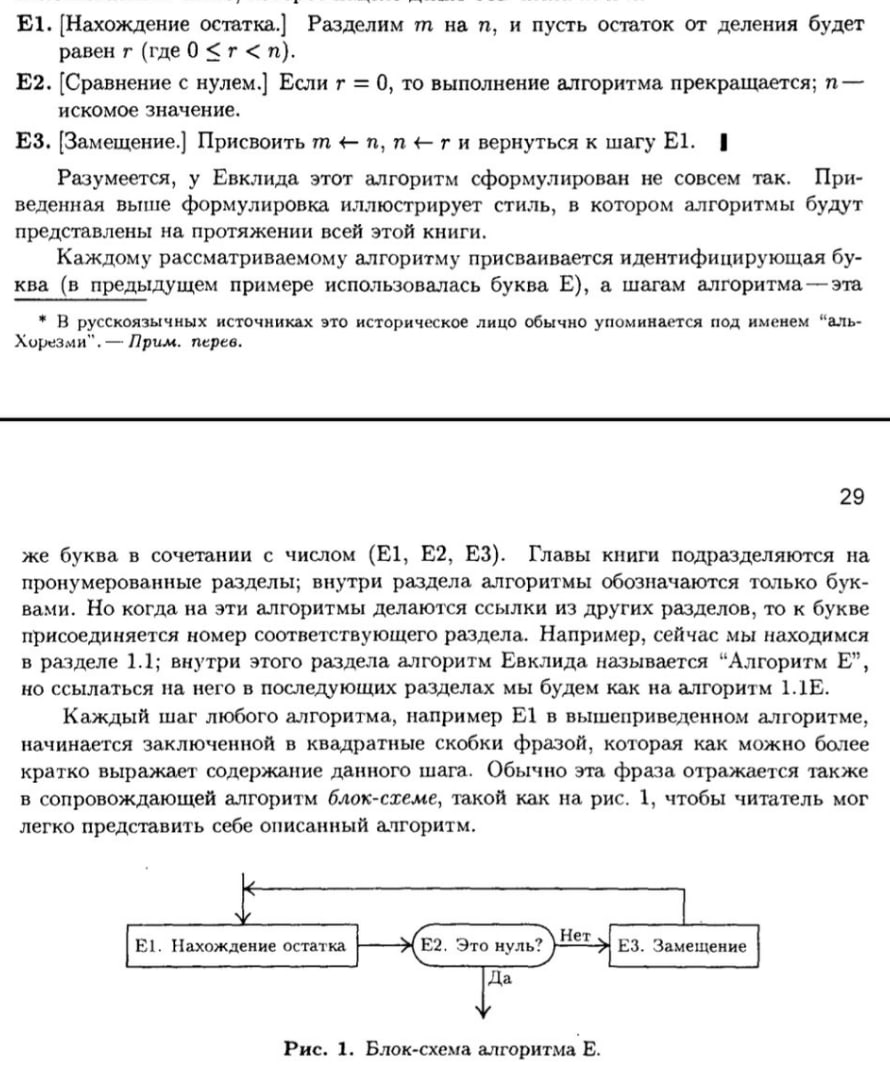 E1. [Нахождение остатка.] Разделим m на n, и пусть остаток от деления будет
равен r (где 0 ≤ r < n).
E2. [Сравнение с нулем.] Если r = 0, то выполнение алгоритма прекращается; n —
искомое значение.
E3. [Замещение.] Присвоить m ← n, n ← r и вернуться к шагу E1. ▌
Разумеется, у Евклида этот алгоритм сформулирован не совсем так. При-
веденная выше формулировка иллюстрирует стиль, в котором алгоритмы будут
представлены на протяжении всей этой книги.
Каждому рассматриваемому алгоритму присваивается идентифицирующая бу-
ква (в предыдущем примере использовалась буква E), а шагам алгоритма — эта
* В русскоязычных источниках это историческое лицо обычно упоминается под именем “аль-
Хорезми”. — Прим. перев.
29
же буква в сочетании с числом (E1, E2, E3). Главы книги подразделяются на
пронумерованные разделы; внутри раздела алгоритмы обозначаются только бук-
вами. Но когда на эти алгоритмы делаются ссылки из других разделов, то к букве
присоединяется номер соответствующего раздела. Например, сейчас мы находимся
в разделе 1.1; внутри этого раздела алгоритм Евклида называется “Алгоритм E”,
но ссылаться на него в последующих разделах мы будем как на алгоритм 1.1E.
Каждый шаг любого алгоритма, например E1 в вышеприведенном алгоритме,
начинается заключенной в квадратные скобки фразой, которая как можно более
кратко выражает содержание данного шага. Обычно эта фраза отражается также
в сопровождающей алгоритм блок-схеме, такой как на рис. 1, чтобы читатель мог
легко представить себе описанный алгоритм.
E1. Нахождение остатка
E2. Это нуль?
Нет
E3. Замещение
Да
Рис. 1. Блок-схема алгоритма E.